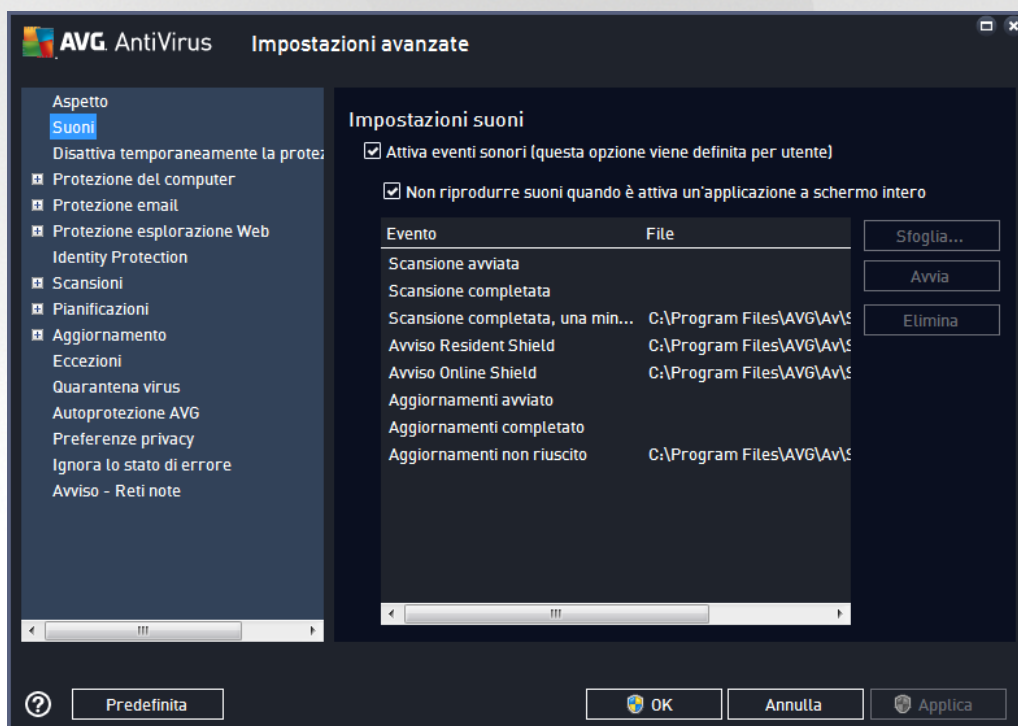 AVG. AntiVirus Impostazioni avanzate
Aspetto
Suoni
Disattiva temporaneamente la
Protezione del computer
Protezione email
Protezione esplorazione Web
Identity Protection
Scansioni
Pianificazioni
Aggiornamento
Eccezioni
Quarantena virus
Autoprotezione AVG
Preferenze privacy
Ignora lo stato di errore
Avviso - Reti note
Impostazioni suoni
Attiva eventi sonori (questa opzione viene definita per utente)
Non riprodurre suoni quando è attiva un'applicazione a schermo intero
Evento File
Scansione avviata
Scansione completata
Scansione completata, una min... C:\Program Files\AVG\Av\S
Avviso Resident Shield C:\Program Files\AVG\Av\S
Avviso Online Shield C:\Program Files\AVG\Av\S
Aggiornamenti avviato
Aggiornamenti completato
Aggiornamenti non riuscito C:\Program Files\AVG\Av\S
Sfoglia...
Avvia
Elimina
? Predefinita OK Annulla Applica